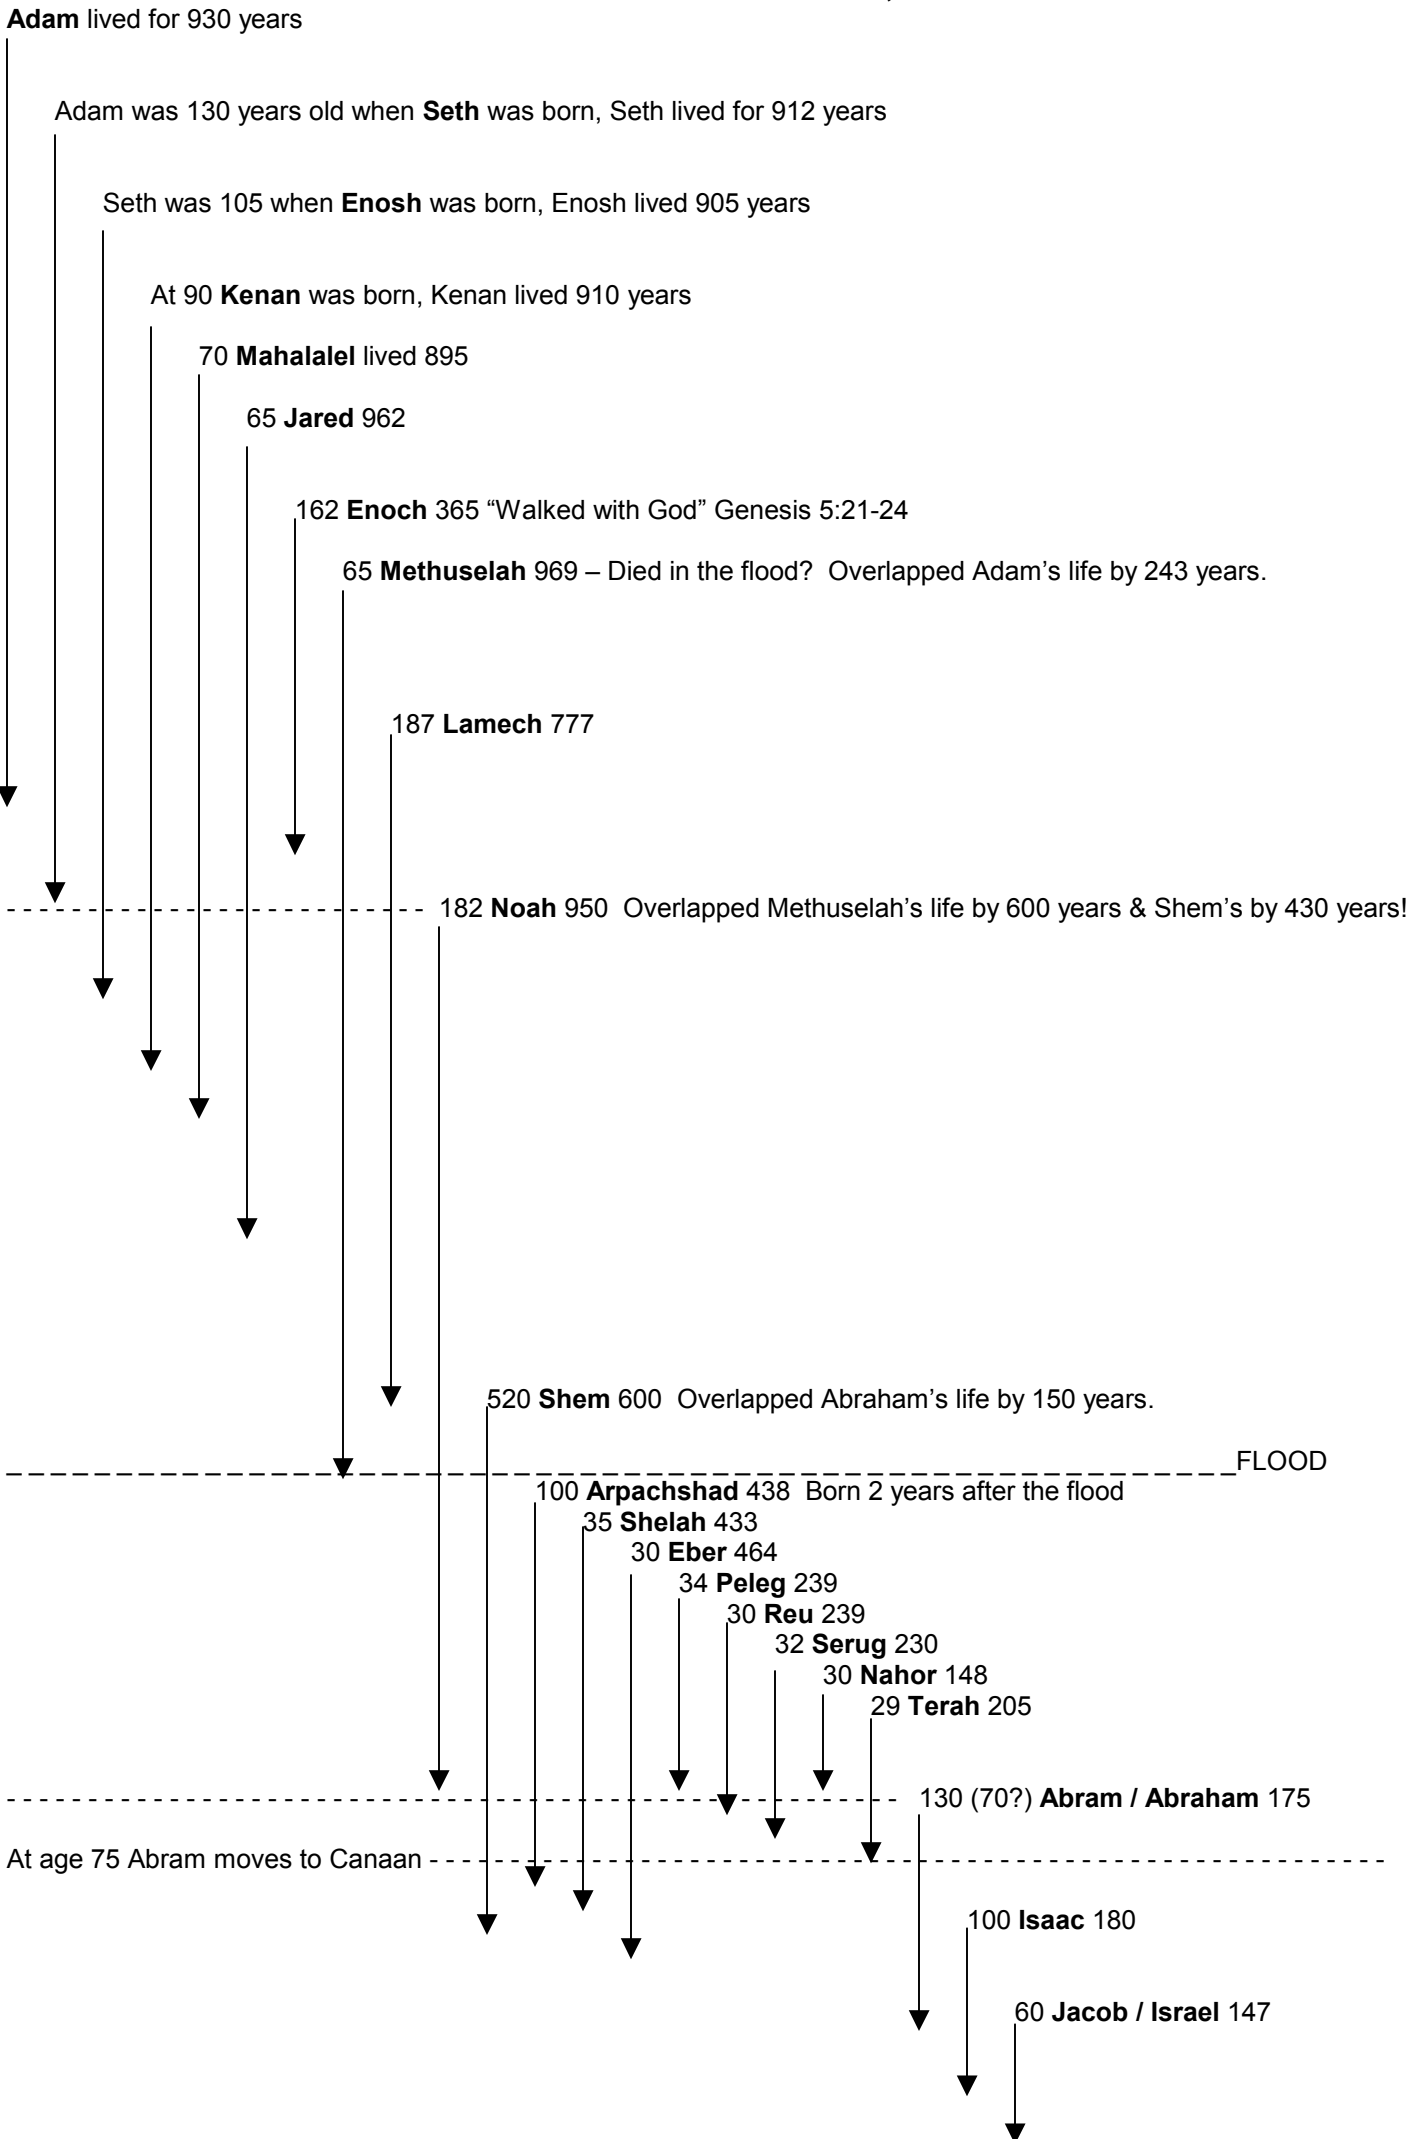 Adam lived for 930 years
Adam was 130 years old when Seth was born, Seth lived for 912 years
Seth was 105 when Enosh was born, Enosh lived 905 years
At 90 Kenan was born, Kenan lived 910 years
70 Mahalalel lived 895
65 Jared 962
162 Enoch 365 “Walked with God” Genesis 5:21-24
65 Methuselah 969 – Died in the flood?  Overlapped Adam’s life by 243 years.
187 Lamech 777
182 Noah 950  Overlapped Methuselah’s life by 600 years & Shem’s by 430 years!
520 Shem 600  Overlapped Abraham’s life by 150 years.
FLOOD
100 Arpachshad 438  Born 2 years after the flood
35 Shelah 433
30 Eber 464
34 Peleg 239
30 Reu 239
32 Serug 230
30 Nahor 148
29 Terah 205
130 (70?) Abram / Abraham 175
At age 75 Abram moves to Canaan
100 Isaac 180
60 Jacob / Israel 147